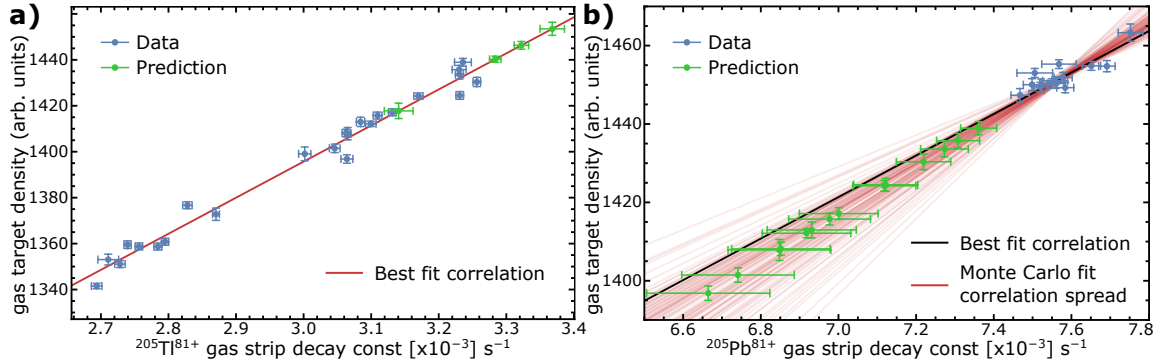 a)
gas target density (arb. units)
1440
1420
1400
1380
1360
1340
Data
Prediction
Best fit correlation
2.7 2.8 2.9 3.0 3.1 3.2 3.3 3.4
²⁰⁵Tl⁸¹⁺ gas strip decay const [x10⁻³] s⁻¹
b)
gas target density (arb. units)
1460
1440
1420
1400
Data
Prediction
Best fit correlation
Monte Carlo fit
correlation spread
6.6 6.8 7.0 7.2 7.4 7.6 7.8
²⁰⁵Pb⁸¹⁺ gas strip decay const [x10⁻³] s⁻¹